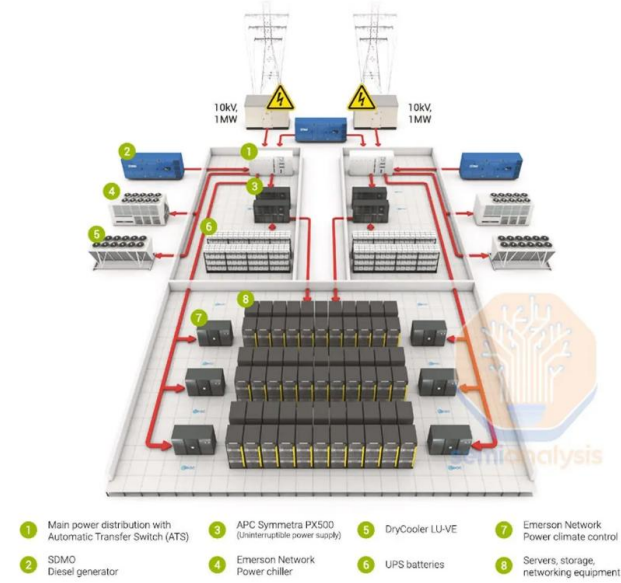 10kV,
1MW
10kV,
1MW
1
2
3
4
5
6
7
8
semianalysis
1 Main power distribution with
Automatic Transfer Switch (ATS)
2 SDMO
Diesel generator
3 APC Symmetra PX500
(Uninterruptible power supply)
4 Emerson Network
Power chiller
5 DryCooler LU-VE
6 UPS batteries
7 Emerson Network
Power climate control
8 Servers, storage,
networking equipment